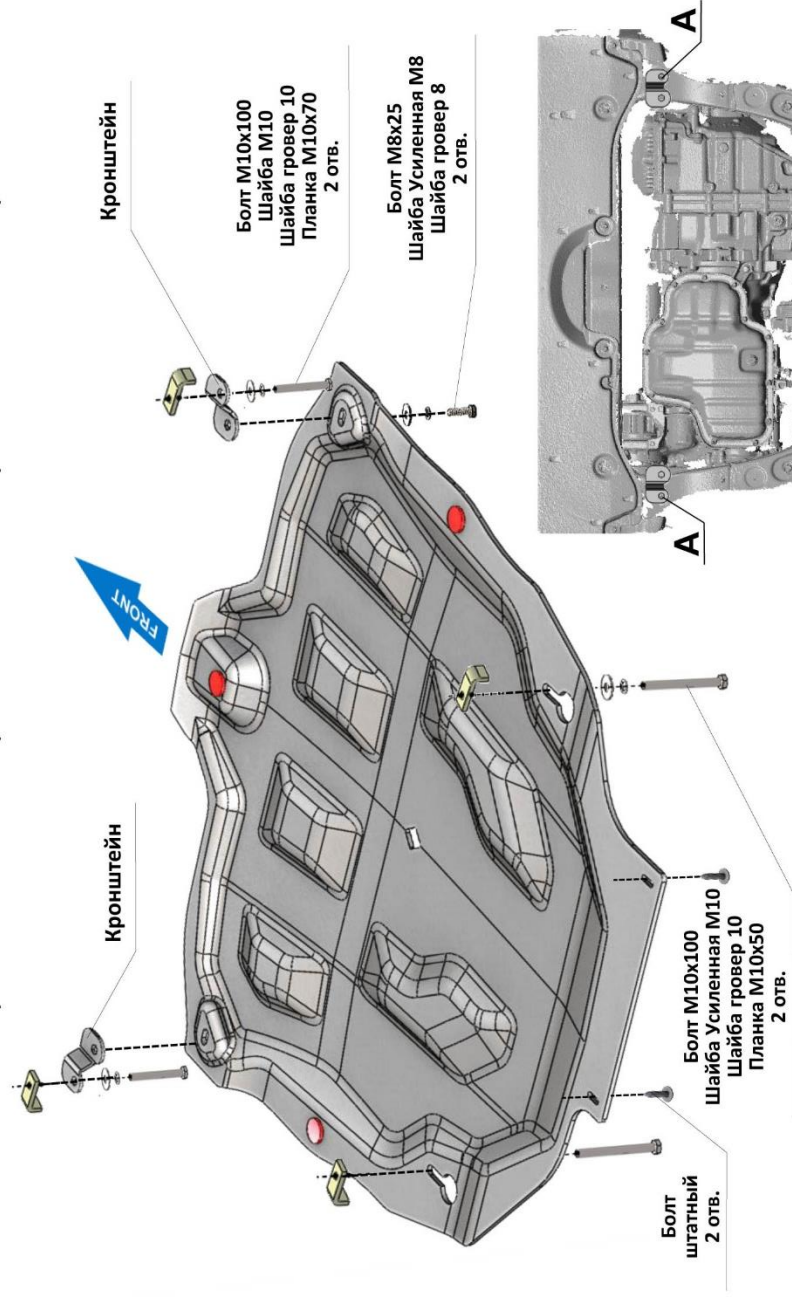 Кронштейн
Болт М10х100
Шайба М10
Шайба гровер 10
Планка М10х70
2 отв.
Болт М8х25
Шайба Усиленная М8
Шайба гровер 8
2 отв.
FRONT
Кронштейн
Болт М10х100
Шайба Усиленная М10
Шайба гровер 10
Планка М10х50
2 отв.
Болт
штатный
2 отв.
А
А